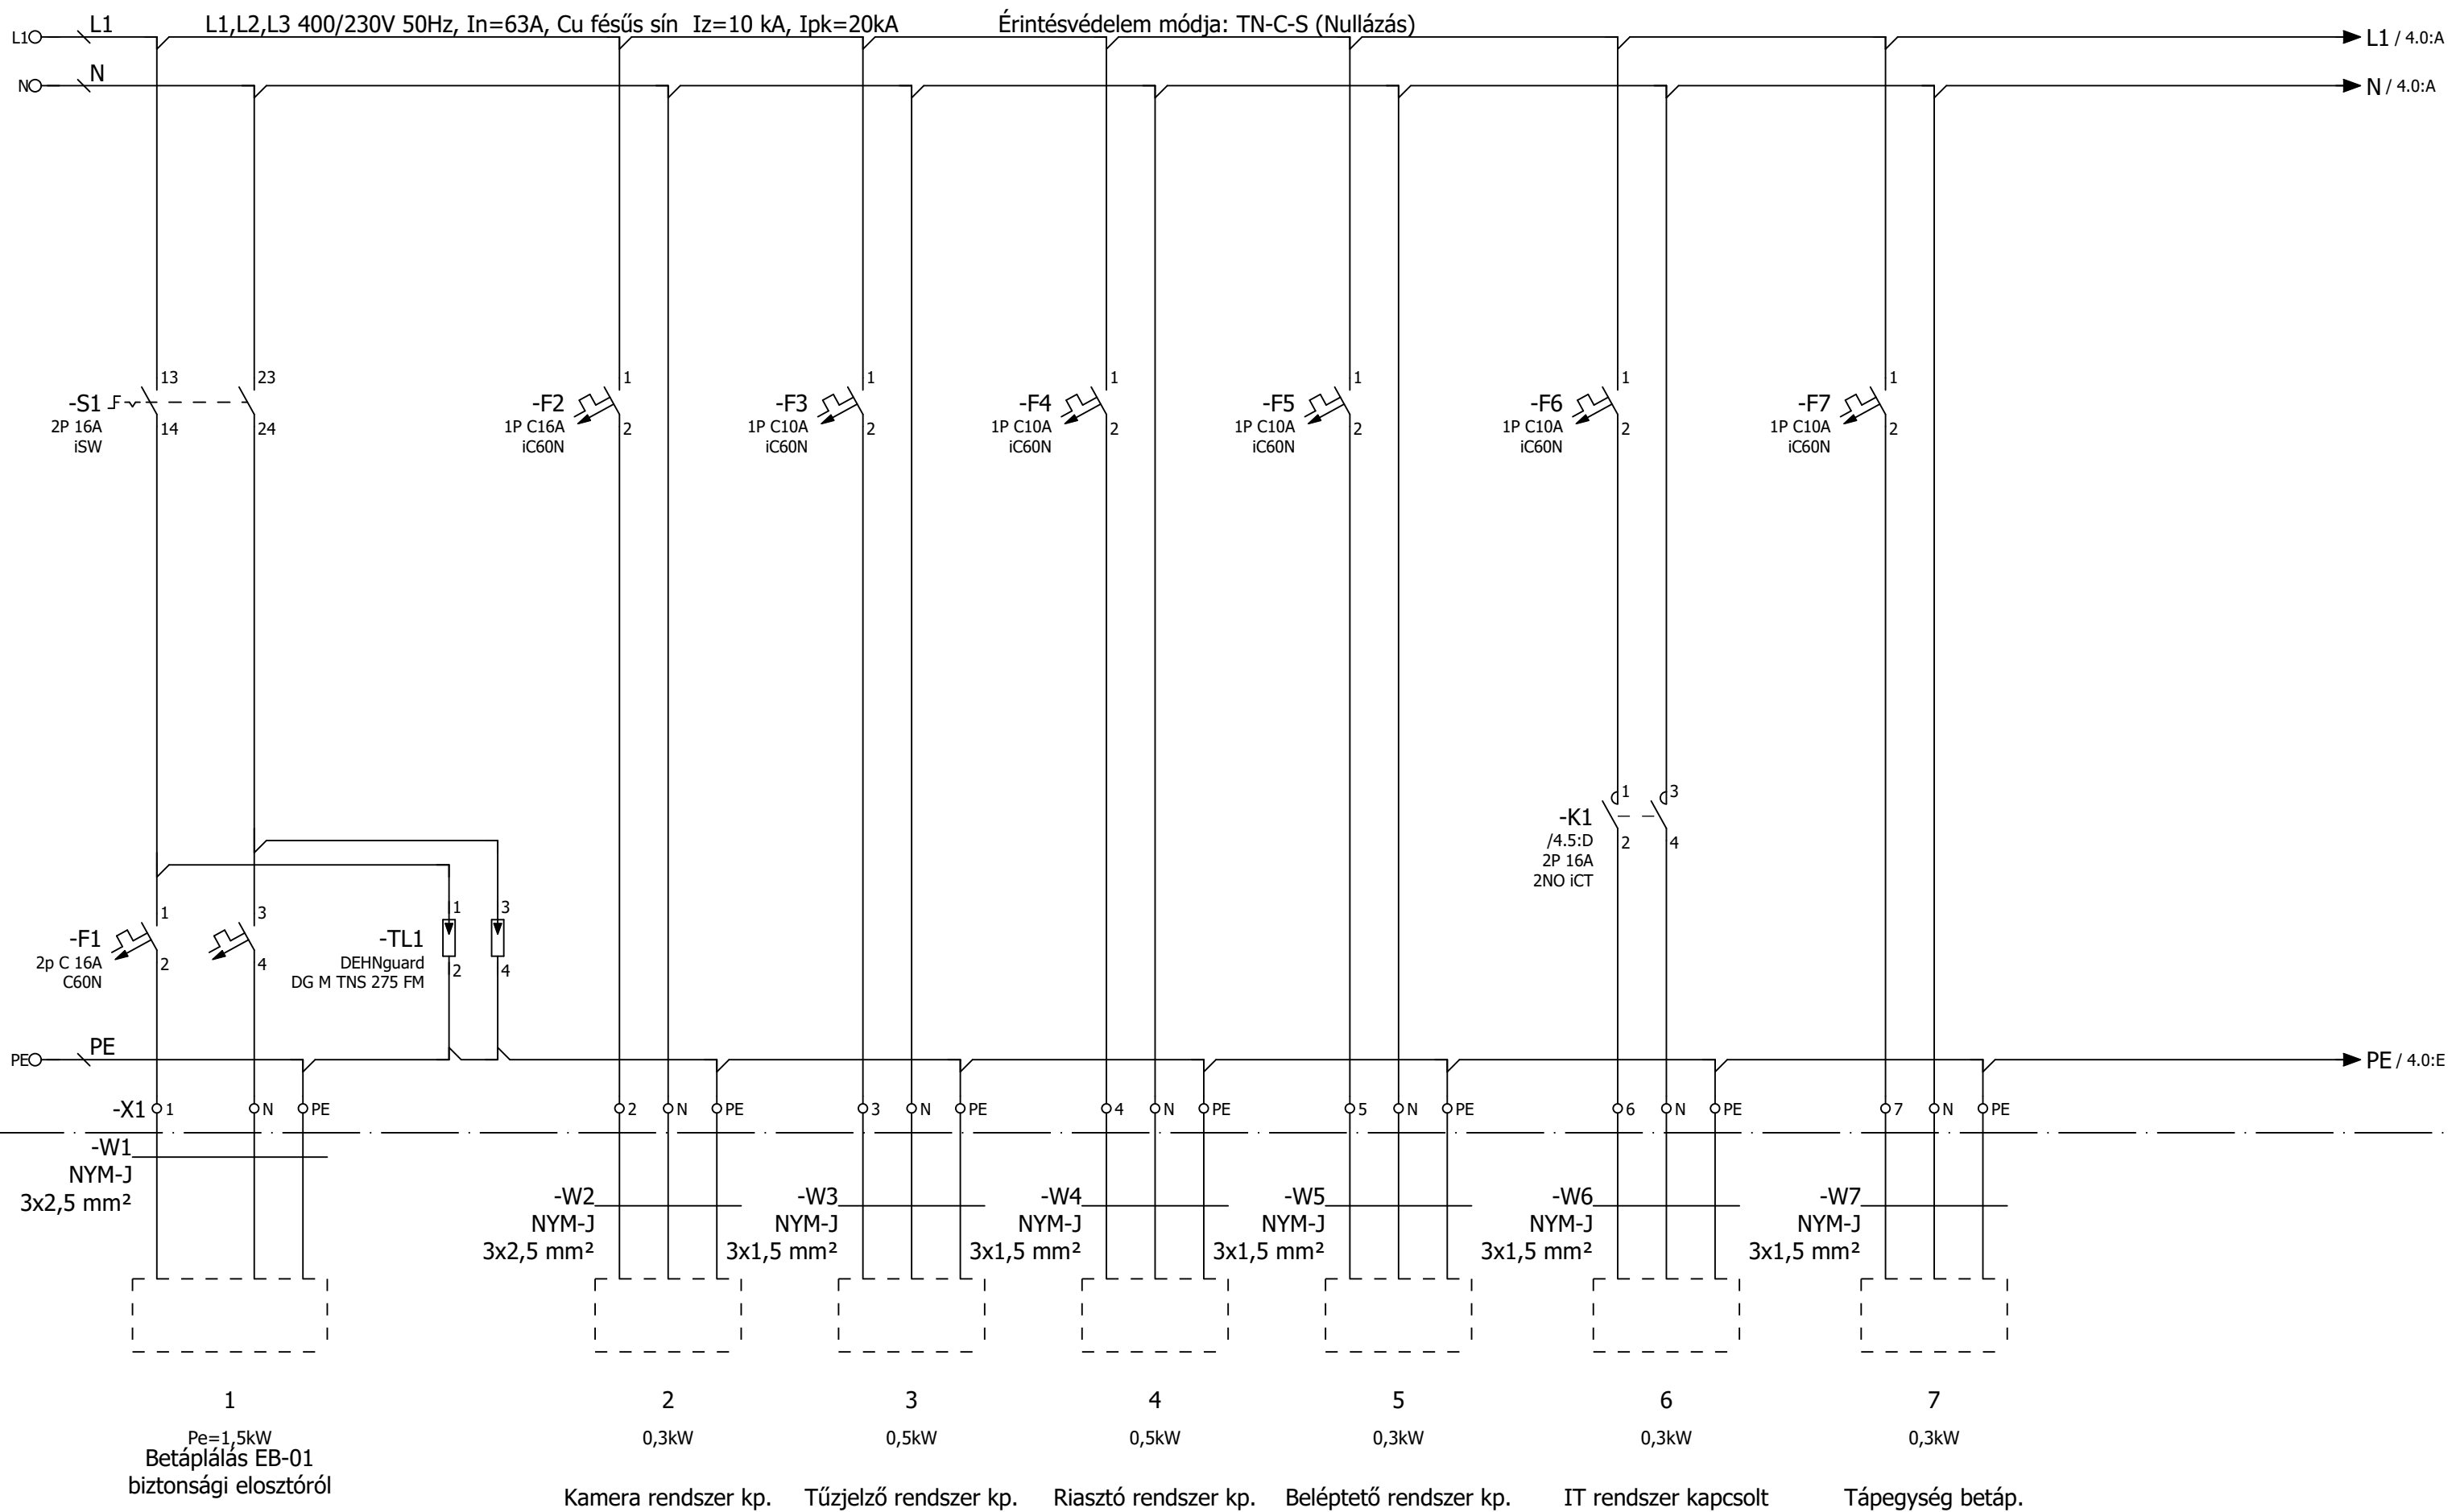 L1 L1 L1,L2,L3 400/230V 50Hz, In=63A, Cu fésűs sín Iz=10 kA, Ipk=20kA Érintésvédelem módja: TN-C-S (Nullázás) L1 / 4.0:A
N N N / 4.0:A
13 23 1 1 1 1 1 1
-S1 -F2 -F3 -F4 -F5 -F6 -F7
2P 16A 14 24 1P C16A 2 1P C10A 2 1P C10A 2 1P C10A 2 1P C10A 2 1P C10A 2
iSW iC60N iC60N iC60N iC60N iC60N iC60N
1 3
-K1
/4.5:D 2 4
2P 16A
2NO iCT
1 3 1 3
-F1 -TL1
2p C 16A 2 4 DEHNguard 2 4
C60N DG M TNS 275 FM
PE PE PE / 4.0:E
-X1 1 N PE 2 N PE 3 N PE 4 N PE 5 N PE 6 N PE 7 N PE
-W1
NYM-J
3x2,5 mm²
-W2 -W3 -W4 -W5 -W6 -W7
NYM-J NYM-J NYM-J NYM-J NYM-J NYM-J
3x2,5 mm² 3x1,5 mm² 3x1,5 mm² 3x1,5 mm² 3x1,5 mm² 3x1,5 mm²
1 2 3 4 5 6 7
Pe=1,5kW 0,3kW 0,5kW 0,5kW 0,3kW 0,3kW 0,3kW
Betáplálás EB-01
biztonsági elosztóról
Kamera rendszer kp. Tűzjelző rendszer kp. Riasztó rendszer kp. Beléptető rendszer kp. IT rendszer kapcsolt Tápegység betáp.